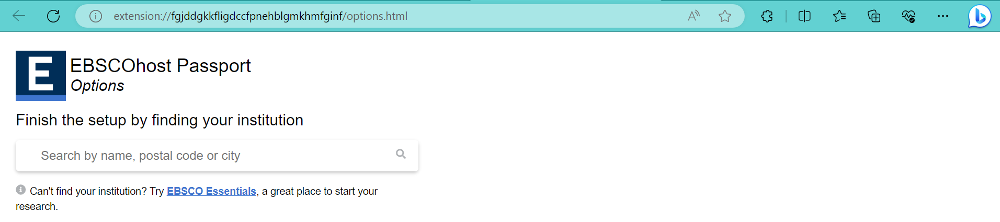 extension://fgjddgkkfligdccfpnehblgmkhmfginf/options.html
E
EBSCOhost Passport
Options
Finish the setup by finding your institution
Search by name, postal code or city
Can't find your institution? Try EBSCO Essentials, a great place to start your
research.